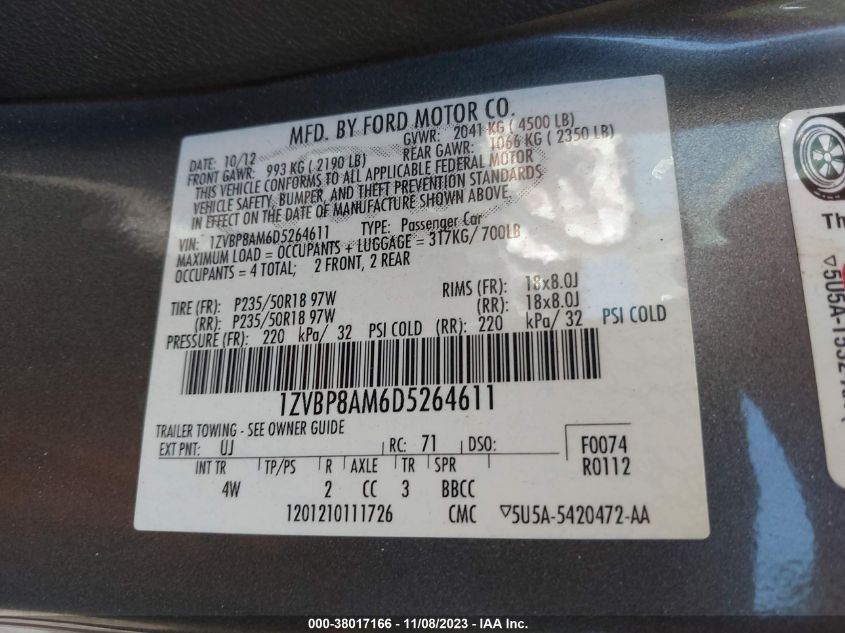 MFD. BY FORD MOTOR CO.
DATE: 10/12 GVWR: 2041 KG ( 4500 LB)
FRONT GAWR: 993 KG ( 2190 LB) REAR GAWR: 1066 KG ( 2350 LB)
THIS VEHICLE CONFORMS TO ALL APPLICABLE FEDERAL MOTOR
VEHICLE SAFETY, BUMPER, AND THEFT PREVENTION STANDARDS
IN EFFECT ON THE DATE OF MANUFACTURE SHOWN ABOVE.
VIN: 1ZVBP8AM6D5264611 TYPE: Passenger Car
MAXIMUM LOAD = OCCUPANTS + LUGGAGE = 317KG/700LB
OCCUPANTS = 4 TOTAL; 2 FRONT, 2 REAR
TIRE (FR): P235/50R18 97W RIMS (FR): 18x8.0J
(RR): P235/50R18 97W (RR): 18x8.0J
PRESSURE (FR): 220 kPa/ 32 PSI COLD (RR): 220 kPa/ 32 PSI COLD
1ZVBP8AM6D5264611
TRAILER TOWING - SEE OWNER GUIDE
EXT PNT: UJ RC: 71 DSO: F0074
INT TR TP/PS R AXLE TR SPR R0112
4W 2 CC 3 BBCC
1201210111726 CMC ▽5U5A-5420472-AA
Th
000-38017166 - 11/08/2023 - IAA Inc.